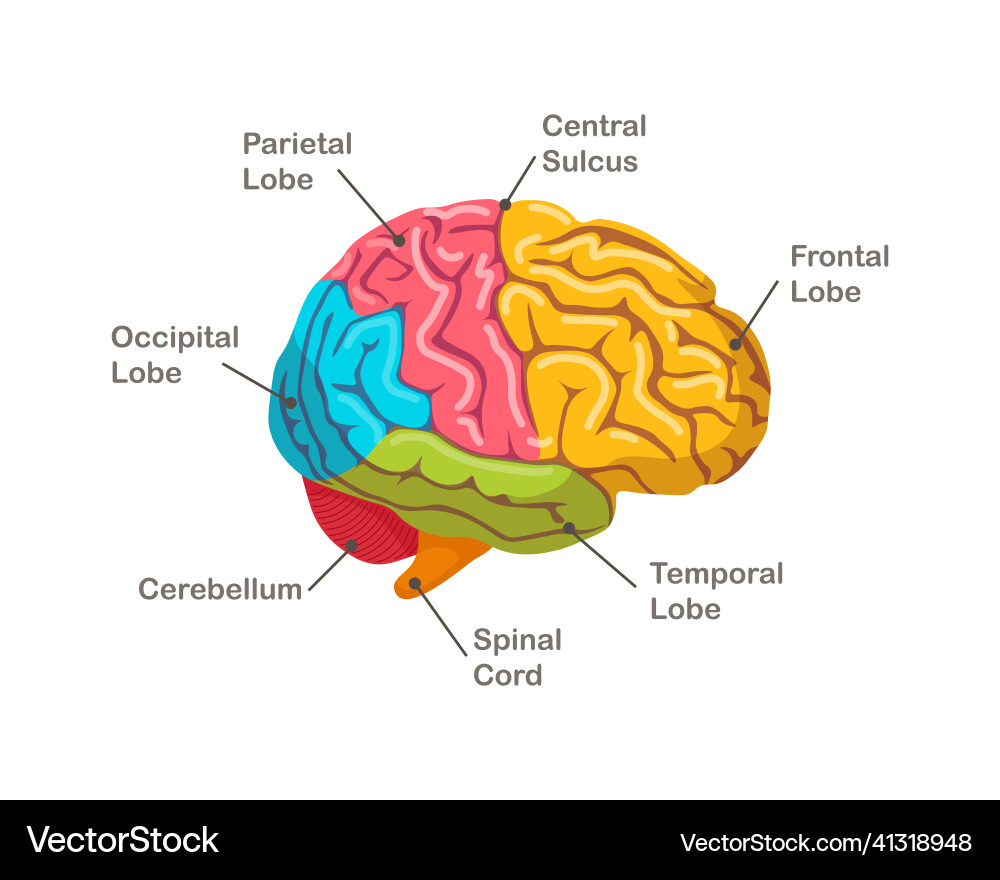 Central
Sulcus
Parietal
Lobe
Frontal
Lobe
Occipital
Lobe
Temporal
Lobe
Cerebellum
Spinal
Cord
VectorStock
VectorStock.com/41318948